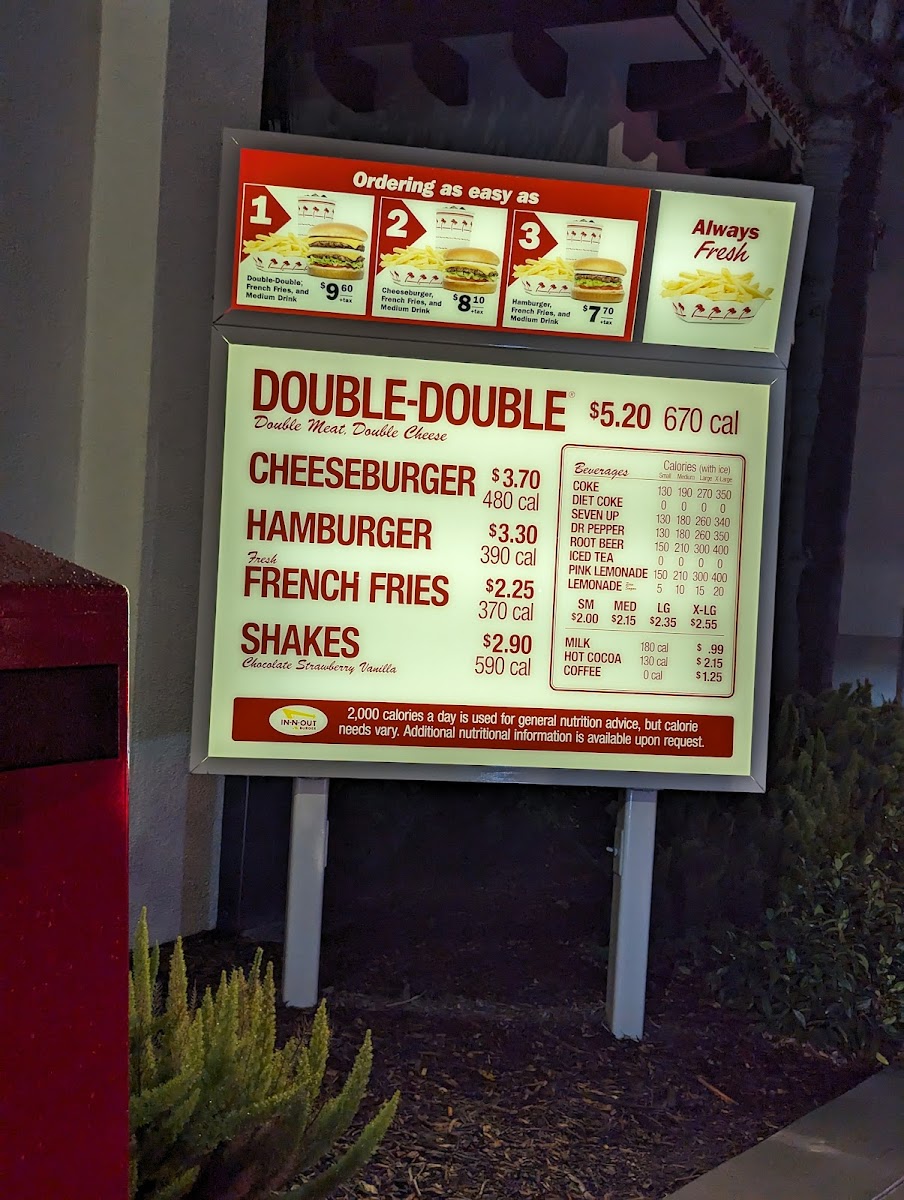 Ordering as easy as
1
Double-Double,
French Fries, and
Medium Drink
$9 60
+tax
2
Cheeseburger,
French Fries, and
Medium Drink
$8 10
+tax
3
Hamburger,
French Fries, and
Medium Drink
$7 70
+tax
Always
Fresh
DOUBLE-DOUBLE® $5.20 670 cal
Double Meat, Double Cheese
CHEESEBURGER $3.70
480 cal
HAMBURGER $3.30
390 cal
Fresh
FRENCH FRIES $2.25
370 cal
SHAKES $2.90
590 cal
Chocolate Strawberry Vanilla
Beverages Calories (with ice)
Small Medium Large X-Large
COKE 130 190 270 350
DIET COKE 0 0 0 0
SEVEN UP 130 180 260 340
DR PEPPER 130 180 260 350
ROOT BEER 150 210 300 400
ICED TEA 0 0 0 0
PINK LEMONADE 150 210 300 400
LEMONADE 5 10 15 20
SM MED LG X-LG
$2.00 $2.15 $2.35 $2.55
MILK 180 cal $ .99
HOT COCOA 130 cal $ 2.15
COFFEE 0 cal $ 1.25
IN-N-OUT
BURGER
2,000 calories a day is used for general nutrition advice, but calorie
needs vary. Additional nutritional information is available upon request.